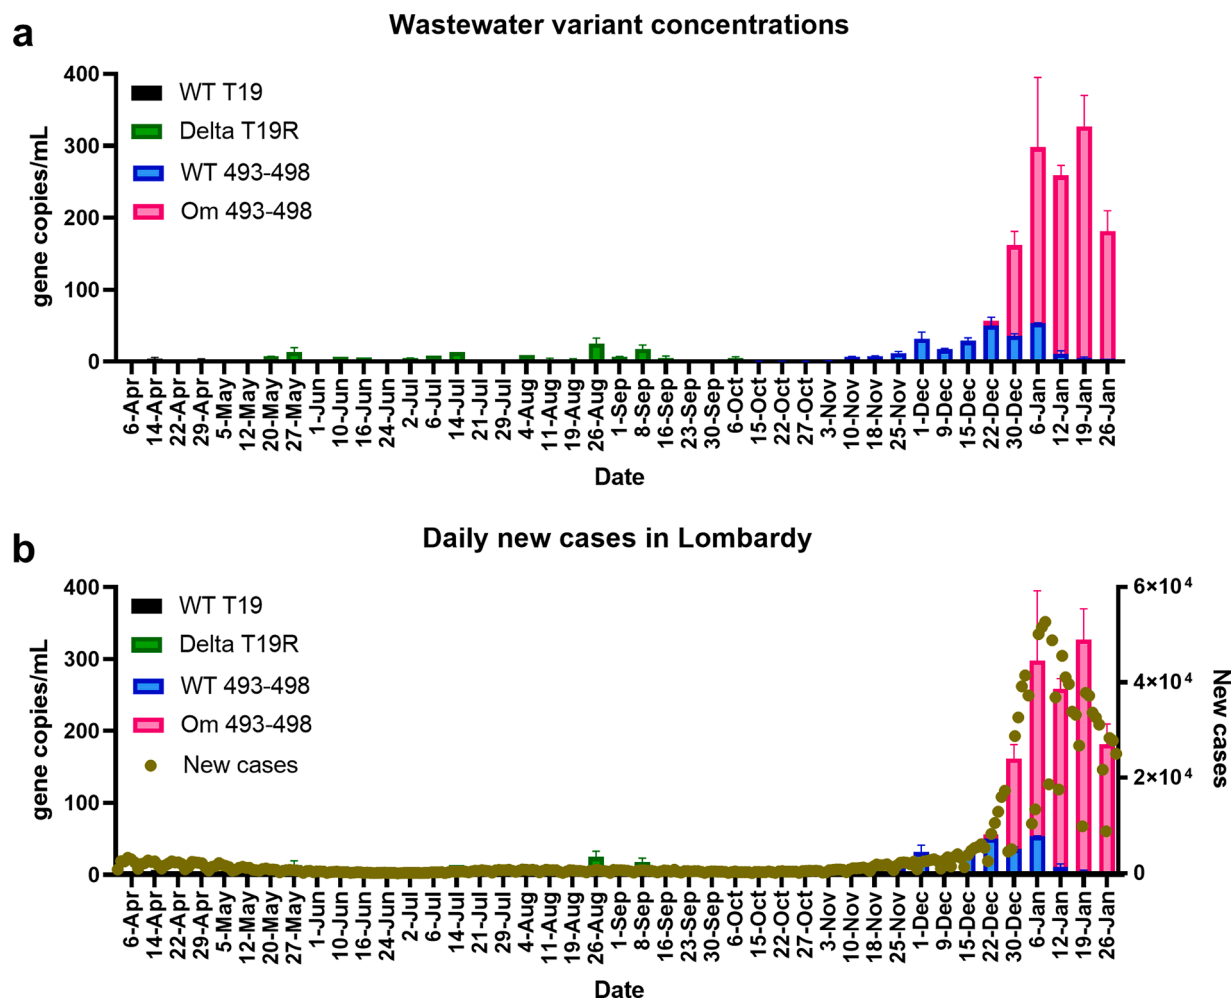 a
Wastewater variant concentrations
400
300
200
100
0
gene copies/mL
WT T19
Delta T19R
WT 493-498
Om 493-498
6-Apr
14-Apr
22-Apr
29-Apr
5-May
12-May
20-May
27-May
1-Jun
10-Jun
16-Jun
24-Jun
2-Jul
6-Jul
14-Jul
21-Jul
29-Jul
4-Aug
11-Aug
19-Aug
26-Aug
1-Sep
8-Sep
16-Sep
23-Sep
30-Sep
6-Oct
15-Oct
22-Oct
27-Oct
3-Nov
10-Nov
18-Nov
25-Nov
1-Dec
9-Dec
15-Dec
22-Dec
30-Dec
6-Jan
12-Jan
19-Jan
26-Jan
Date
b
Daily new cases in Lombardy
400
300
200
100
0
gene copies/mL
WT T19
Delta T19R
WT 493-498
Om 493-498
New cases
6×10⁴
4×10⁴
2×10⁴
0
New cases
6-Apr
14-Apr
22-Apr
29-Apr
5-May
12-May
20-May
27-May
1-Jun
10-Jun
16-Jun
24-Jun
2-Jul
6-Jul
14-Jul
21-Jul
29-Jul
4-Aug
11-Aug
19-Aug
26-Aug
1-Sep
8-Sep
16-Sep
23-Sep
30-Sep
6-Oct
15-Oct
22-Oct
27-Oct
3-Nov
10-Nov
18-Nov
25-Nov
1-Dec
9-Dec
15-Dec
22-Dec
30-Dec
6-Jan
12-Jan
19-Jan
26-Jan
Date